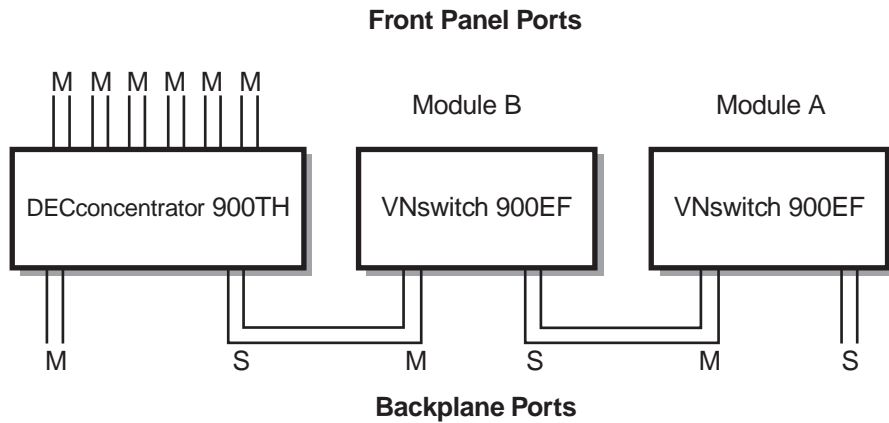 Front Panel Ports
M M M M M M
Module B Module A
DECconcentrator 900TH VNswitch 900EF VNswitch 900EF
M S M S M S
Backplane Ports